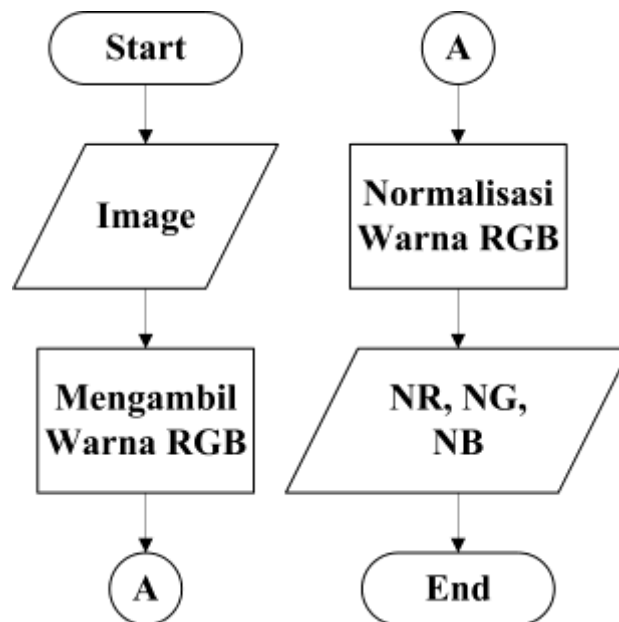 Start
Image
Mengambil
Warna RGB
A
A
Normalisasi
Warna RGB
NR, NG,
NB
End